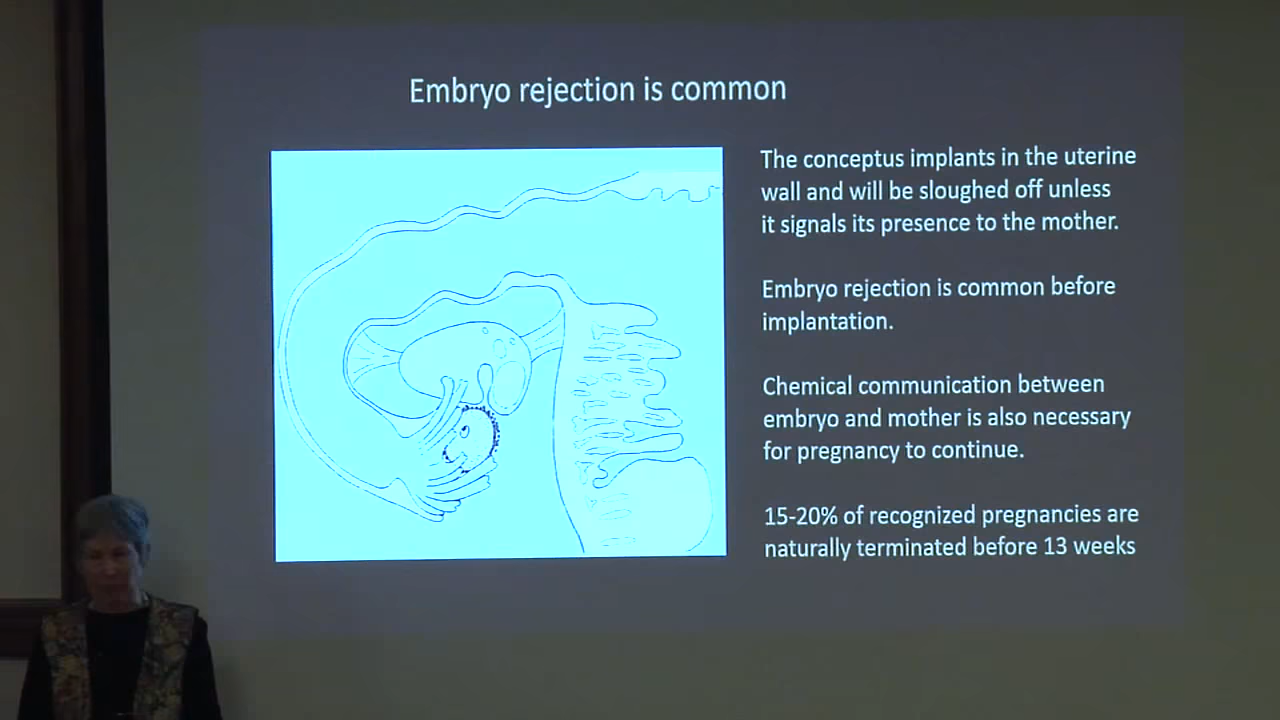 Embryo rejection is common
The conceptus implants in the uterine
wall and will be sloughed off unless
it signals its presence to the mother.
Embryo rejection is common before
implantation.
Chemical communication between
embryo and mother is also necessary
for pregnancy to continue.
15-20% of recognized pregnancies are
naturally terminated before 13 weeks